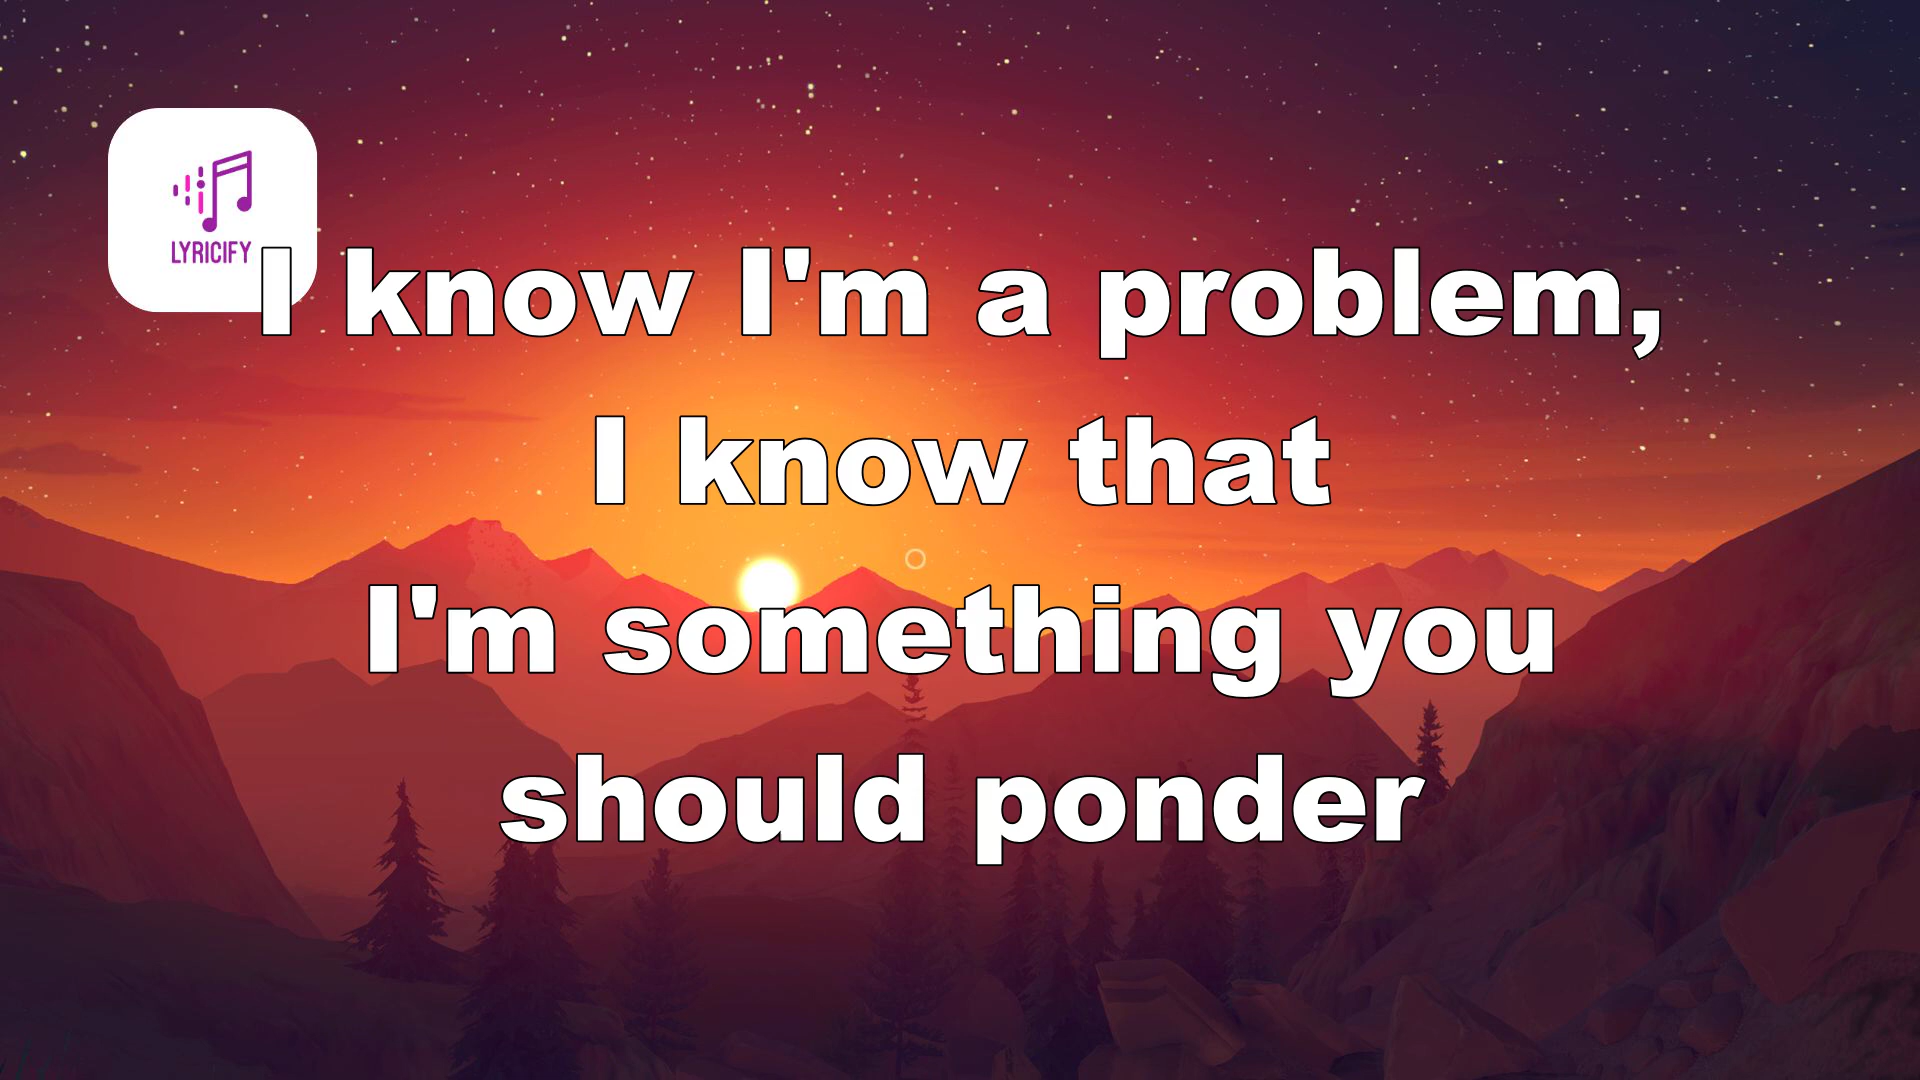 LYRICIFY
I know I'm a problem,
I know that
I'm something you
should ponder